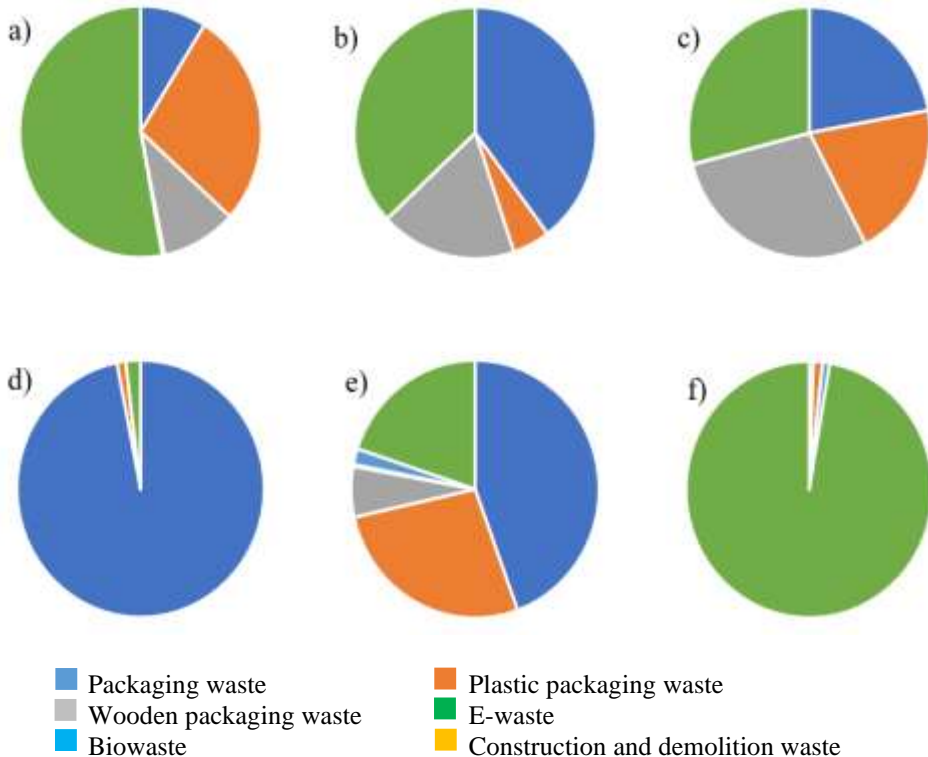 a)
b)
c)
d)
e)
f)
Packaging waste
Plastic packaging waste
Wooden packaging waste
E-waste
Biowaste
Construction and demolition waste